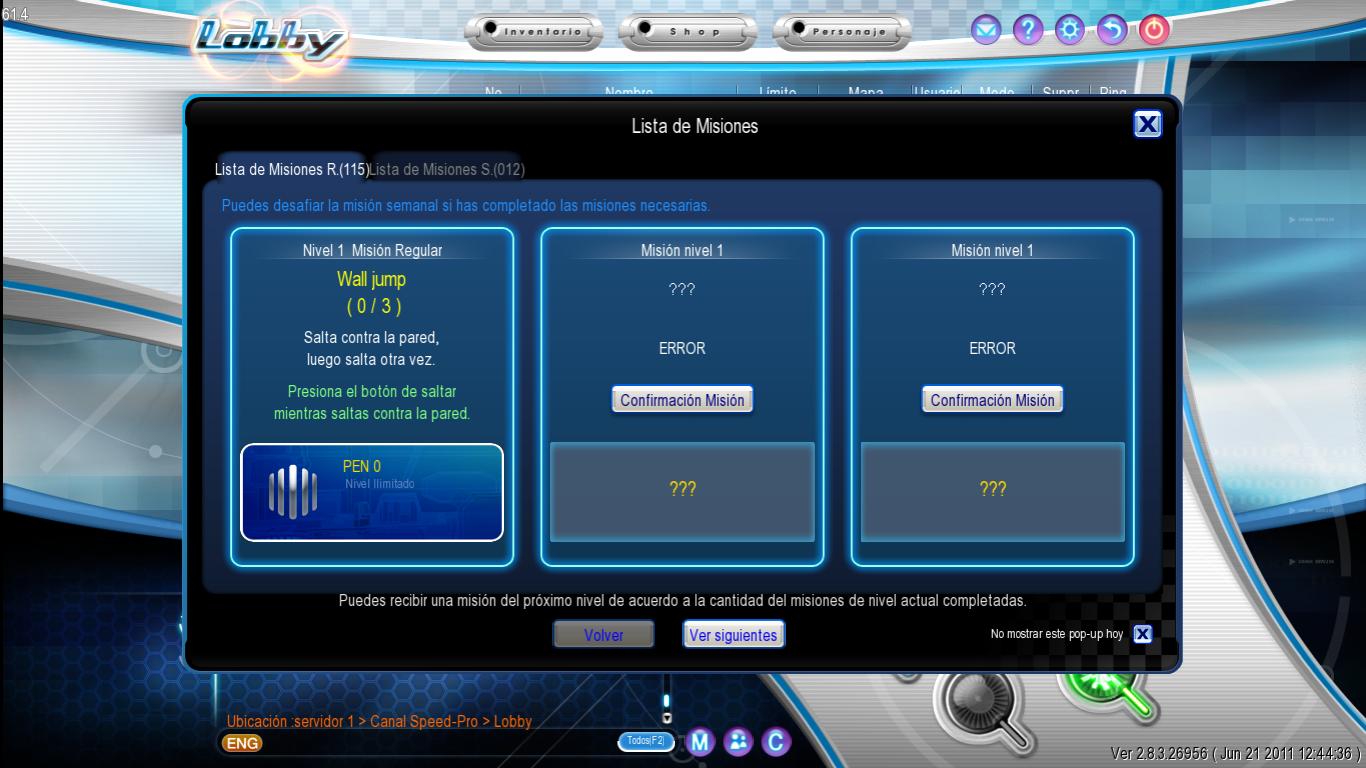 61.4
Lobby
Inventario
Shop
Personaje
No
Nombre
Límite
Mapa
Usuario
Modo
Suppr
Ping
Lista de Misiones
X
Lista de Misiones R.(115)
Lista de Misiones S.(012)
Puedes desafiar la misión semanal si has completado las misiones necesarias.
Nivel 1 Misión Regular
Wall jump
( 0 / 3 )
Salta contra la pared,
luego salta otra vez.
Presiona el botón de saltar
mientras saltas contra la pared.
PEN 0
Nivel Ilimitado
Misión nivel 1
???
ERROR
Confirmación Misión
???
Misión nivel 1
???
ERROR
Confirmación Misión
???
Puedes recibir una misión del próximo nivel de acuerdo a la cantidad del misiones de nivel actual completadas.
Volver
Ver siguientes
No mostrar este pop-up hoy
X
Ubicación :servidor 1 > Canal Speed-Pro > Lobby
ENG
Todos[F2]
M
C
Ver 2.8.3.26956 ( Jun 21 2011 12:44:36 )